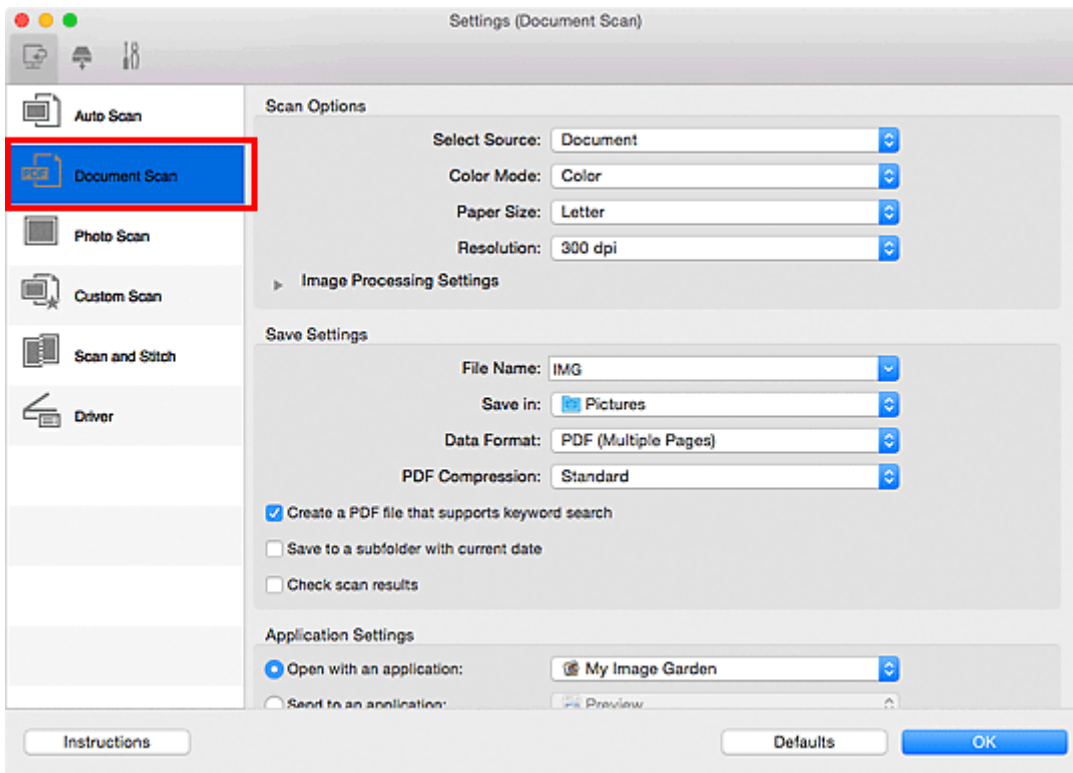 Settings (Document Scan)
Auto Scan
PDF
Document Scan
Photo Scan
Custom Scan
Scan and Stitch
Driver
Scan Options
Select Source: Document
Color Mode: Color
Paper Size: Letter
Resolution: 300 dpi
Image Processing Settings
Save Settings
File Name: IMG
Save in: Pictures
Data Format: PDF (Multiple Pages)
PDF Compression: Standard
Create a PDF file that supports keyword search
Save to a subfolder with current date
Check scan results
Application Settings
Open with an application: My Image Garden
Send to an application: Preview
Instructions
Defaults
OK